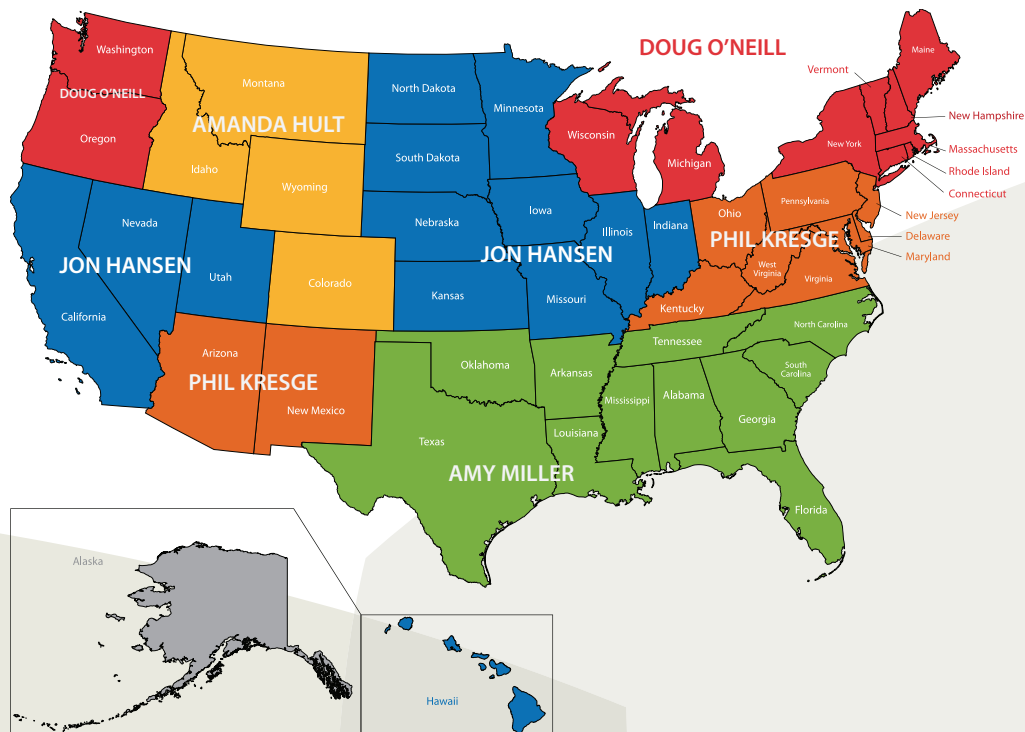 DOUG O'NEILL
Maine
Washington
Vermont
Montana
North Dakota
Minnesota
DOUG O'NEILL
New Hampshire
AMANDA HULT
Wisconsin
Oregon
New York
Massachusetts
South Dakota
Michigan
Idaho
Rhode Island
Wyoming
Connecticut
Pennsylvania
Iowa
Ohio
New Jersey
Nevada
Nebraska
Illinois
Indiana
PHIL KRESGE
Delaware
JON HANSEN
JON HANSEN
Maryland
West
Virginia
Utah
Virginia
Colorado
Kansas
Missouri
Kentucky
California
North Carolina
Arizona
Tennessee
Oklahoma
South
Carolina
Arkansas
PHIL KRESGE
Mississippi
Alabama
New Mexico
Georgia
Texas
Louisiana
AMY MILLER
Florida
Alaska
Hawaii